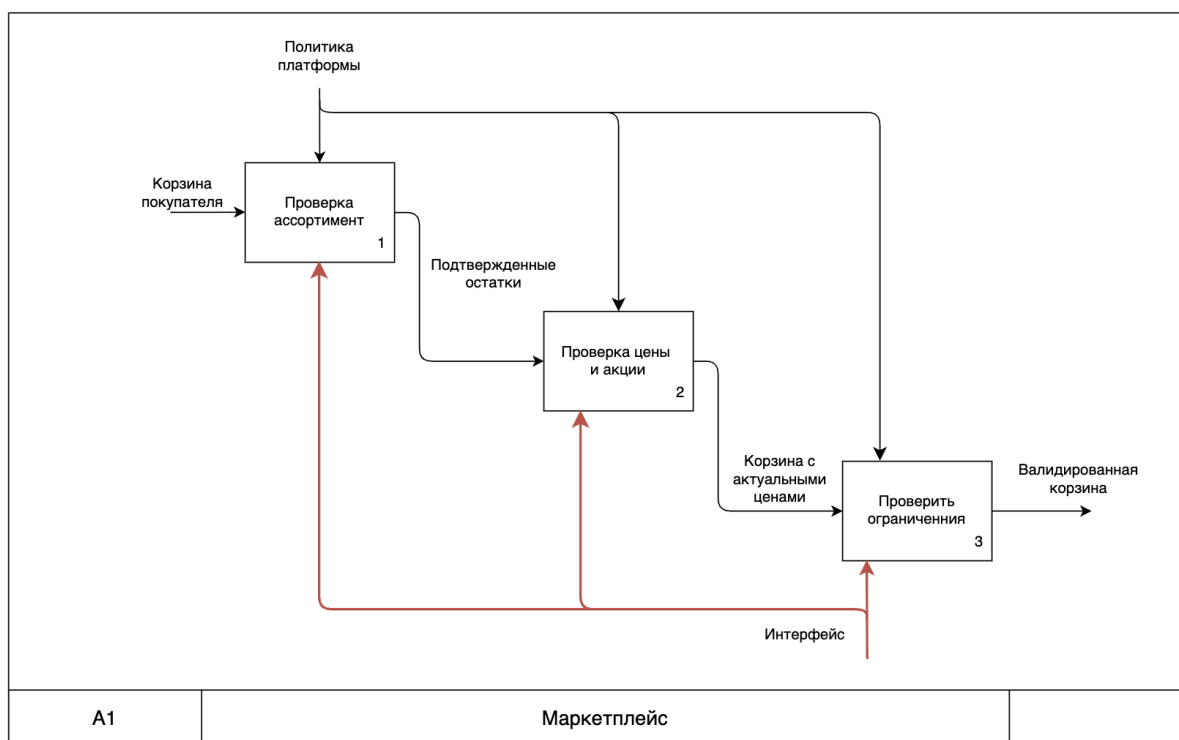 Политика
платформы
Корзина
покупателя
Проверка
ассортимент
1
Подтвержденные
остатки
Проверка цены
и акции
2
Корзина с
актуальными
ценами
Проверить
ограниченния
3
Валидированная
корзина
Интерфейс
A1
Маркетплейс